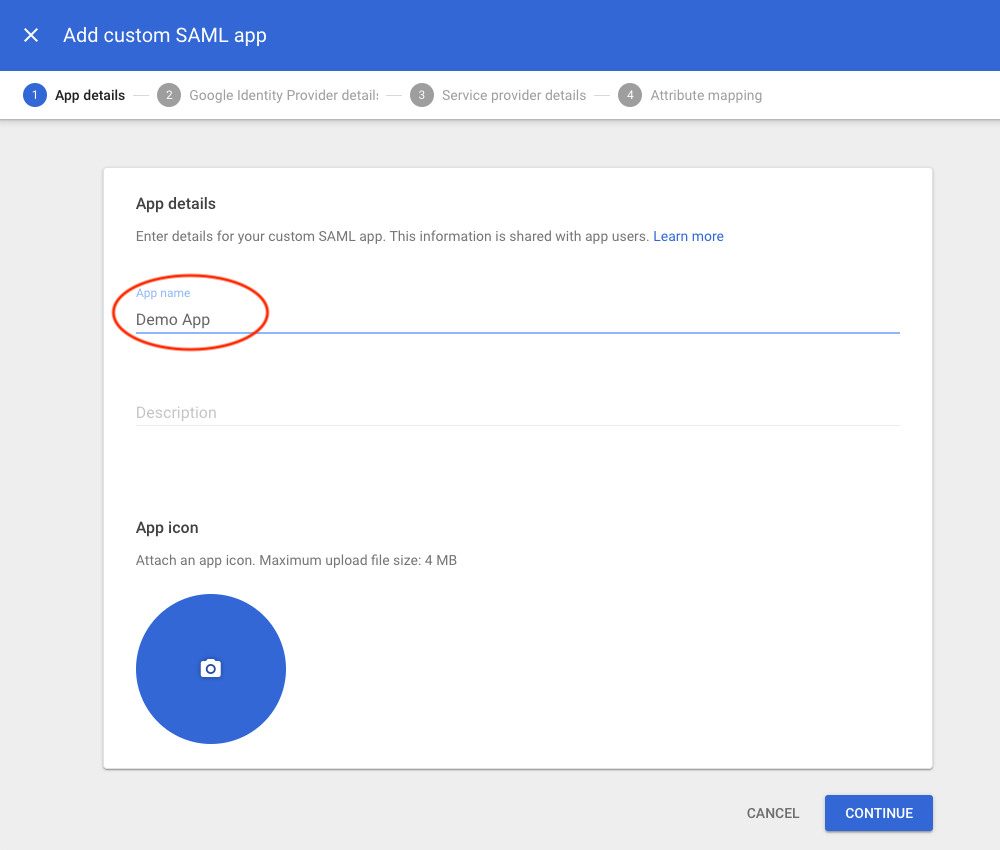 Add custom SAML app
1 App details 2 Google Identity Provider details 3 Service provider details 4 Attribute mapping
App details
Enter details for your custom SAML app. This information is shared with app users. Learn more
App name
Demo App
Description
App icon
Attach an app icon. Maximum upload file size: 4 MB
CANCEL CONTINUE